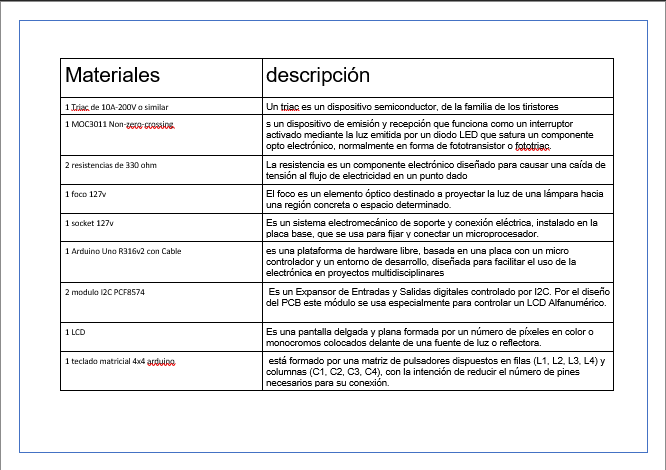 Materiales
descripción
1 Triac de 10A-200V o similar
Un triac es un dispositivo semiconductor, de la familia de los tiristores
1 MOC3011 Non-zero-crossing
s un dispositivo de emisión y recepción que funciona como un interruptor
activado mediante la luz emitida por un diodo LED que satura un componente
opto electrónico, normalmente en forma de fototransistor o fototriac.
2 resistencias de 330 ohm
La resistencia es un componente electrónico diseñado para causar una caída de
tensión al flujo de electricidad en un punto dado
1 foco 127v
El foco es un elemento óptico destinado a proyectar la luz de una lámpara hacia
una región concreta o espacio determinado.
1 socket 127v
Es un sistema electromecánico de soporte y conexión eléctrica, instalado en la
placa base, que se usa para fijar y conectar un microprocesador.
1 Arduino Uno R316v2 con Cable
es una plataforma de hardware libre, basada en una placa con un micro
controlador y un entorno de desarrollo, diseñada para facilitar el uso de la
electrónica en proyectos multidisciplinares
2 modulo I2C PCF8574
Es un Expansor de Entradas y Salidas digitales controlado por I2C. Por el diseño
del PCB este módulo se usa especialmente para controlar un LCD Alfanumérico.
1 LCD
Es una pantalla delgada y plana formada por un número de píxeles en color o
monocromos colocados delante de una fuente de luz o reflectora.
1 teclado matricial 4x4 arduino
está formado por una matriz de pulsadores dispuestos en filas (L1, L2, L3, L4) y
columnas (C1, C2, C3, C4), con la intención de reducir el número de pines
necesarios para su conexión.